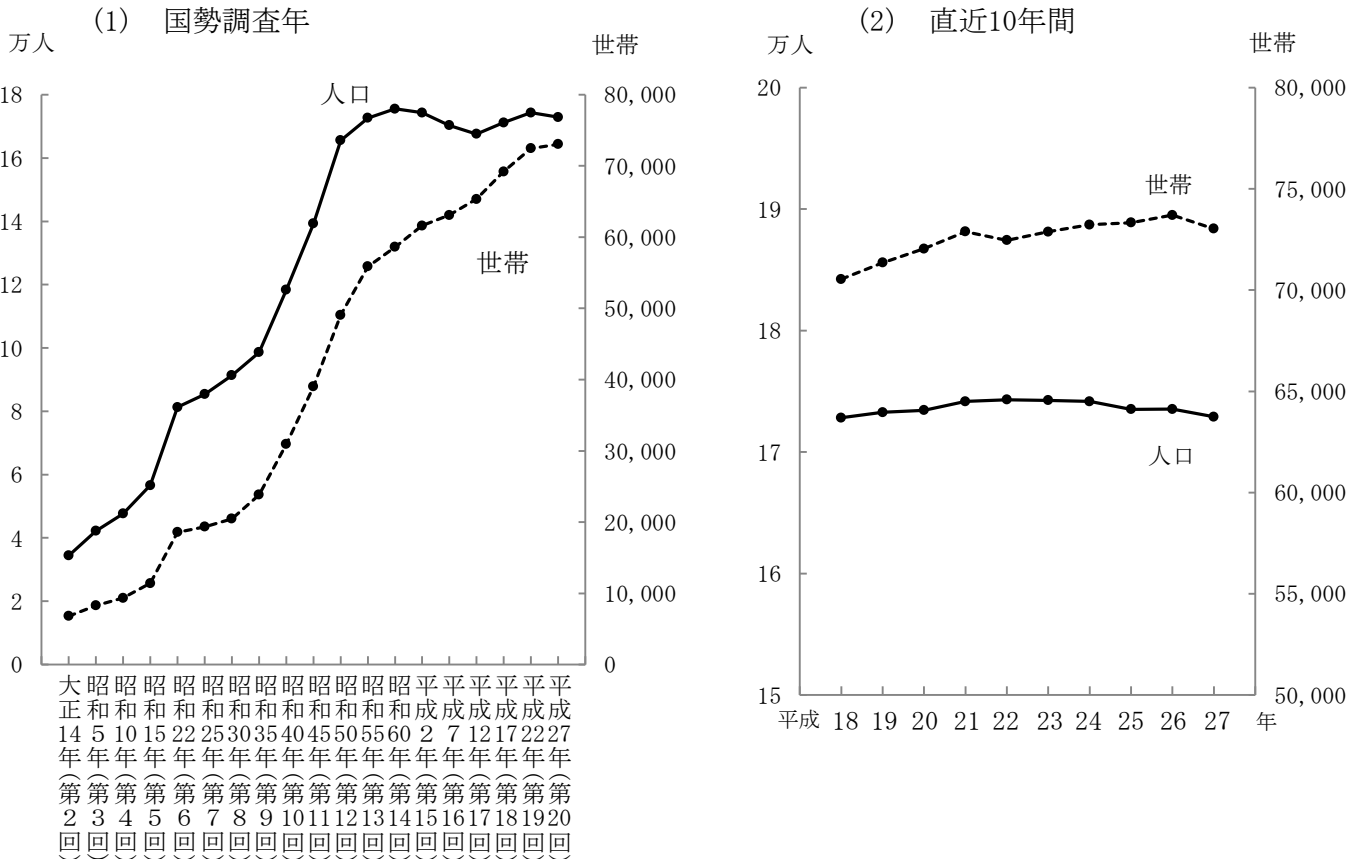 (1) 国勢調査年
万人
世帯
人口
世帯
18
16
14
12
10
8
6
4
2
0
80,000
70,000
60,000
50,000
40,000
30,000
20,000
10,000
0
大正14年(第2回)
昭和5年(第3回)
昭和10年(第4回)
昭和15年(第5回)
昭和22年(第6回)
昭和25年(第7回)
昭和30年(第8回)
昭和35年(第9回)
昭和40年(第10回)
昭和45年(第11回)
昭和50年(第12回)
昭和55年(第13回)
昭和60年(第14回)
平成2年(第15回)
平成7年(第16回)
平成12年(第17回)
平成17年(第18回)
平成22年(第19回)
平成27年(第20回)
(2) 直近10年間
万人
世帯
世帯
人口
20
19
18
17
16
15
80,000
75,000
70,000
65,000
60,000
55,000
50,000
平成 18 19 20 21 22 23 24 25 26 27 年